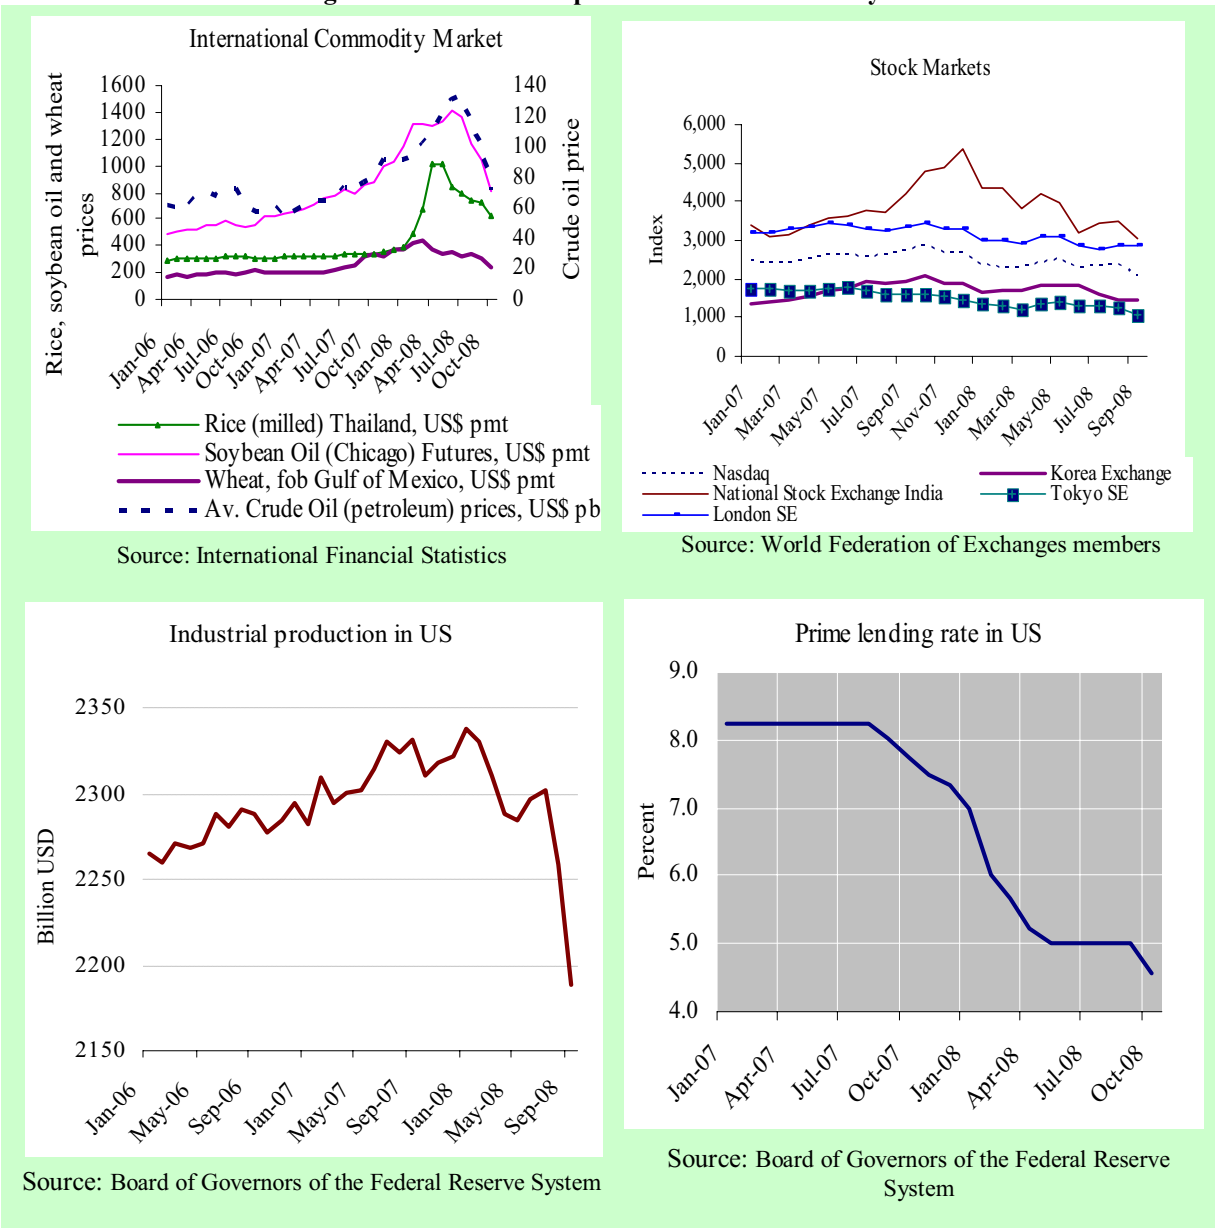 International Commodity Market
Rice, soybean oil and wheat
prices
1600
1400
1200
1000
800
600
400
200
0
140
120
100
80
60
40
20
0
Crude oil price
Jan-06
Apr-06
Jul-06
Oct-06
Jan-07
Apr-07
Jul-07
Oct-07
Jan-08
Apr-08
Jul-08
Oct-08
Rice (milled) Thailand, US$ pmt
Soybean Oil (Chicago) Futures, US$ pmt
Wheat, fob Gulf of Mexico, US$ pmt
Av. Crude Oil (petroleum) prices, US$ pb
Source: International Financial Statistics
Stock Markets
Index
6,000
5,000
4,000
3,000
2,000
1,000
0
Jan-07
Mar-07
May-07
Jul-07
Sep-07
Nov-07
Jan-08
Mar-08
May-08
Jul-08
Sep-08
Nasdaq
Korea Exchange
National Stock Exchange India
Tokyo SE
London SE
Source: World Federation of Exchanges members
Industrial production in US
Billion USD
2350
2300
2250
2200
2150
Jan-06
May-06
Sep-06
Jan-07
May-07
Sep-07
Jan-08
May-08
Sep-08
Source: Board of Governors of the Federal Reserve System
Prime lending rate in US
Percent
9.0
8.0
7.0
6.0
5.0
4.0
Jan-07
Apr-07
Jul-07
Oct-07
Jan-08
Apr-08
Jul-08
Oct-08
Source: Board of Governors of the Federal Reserve
System